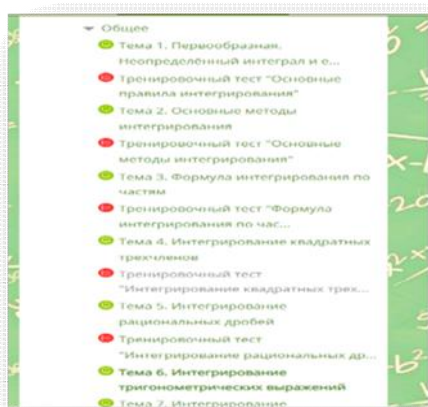 Общее
Тема 1. Первообразная.
Неопределённый интеграл и е...
Тренировочный тест "Основные
правила интегрирования"
Тема 2. Основные методы
интегрирования
Тренировочный тест "Основные
методы интегрирования"
Тема 3. Формула интегрирования по
частям
Тренировочный тест "Формула
интегрирования по час...
Тема 4. Интегрирование квадратных
трехчленов
Тренировочный тест
"Интегрирование квадратных трех...
Тема 5. Интегрирование
рациональных дробей
Тренировочный тест
"Интегрирование рациональных др...
Тема 6. Интегрирование
тригонометрических выражений
Тема 7. Интегрирование